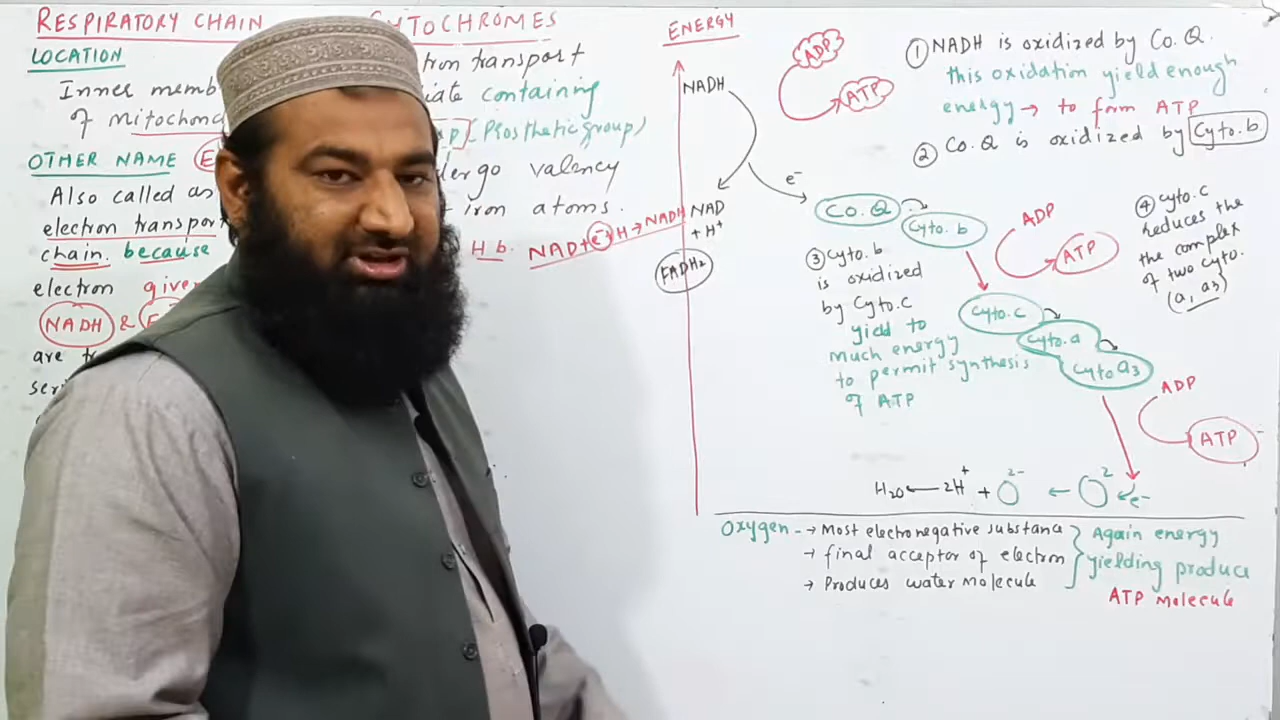 RESPIRATORY CHAIN CYTOCHROMES
LOCATION
Inner
of
OTHER NAME
Also called as
electron transport
chain. because
electron
NADH &
are
tron transport
containing
(Prosthetic group)
valency
iron atoms.
Hb. NAD+e-+H→NADH
ENERGY
NADH
NAD
+ H+
FADH2
ADP
ATP
e-
Co. Q
Cyto. b
ADP
ATP
Cyto. c
Cyto. a
Cyto a3
ADP
ATP
① NADH is oxidized by Co. Q.
this oxidation yield enough
energy → to form ATP
② Co. Q is oxidized by Cyto. b
③ Cyto. b
is oxidized
by Cyto. c
yield to
much energy
to permit synthesis
of ATP
④ Cyto. c
reduces the
the complex
of two cyto.
(a, a3)
H2O ← 2H+ + O2- ← O2 ← e-
Oxygen - → Most electronegative substance
→ final acceptor of electron
→ Produces water molecule
Again energy
yielding produce
ATP Molecule